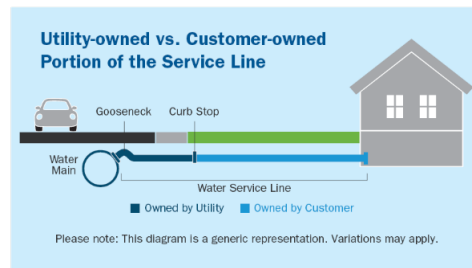 Utility-owned vs. Customer-owned
Portion of the Service Line
Gooseneck
Curb Stop
Water
Main
Water Service Line
Owned by Utility
Owned by Customer
Please note: This diagram is a generic representation. Variations may apply.